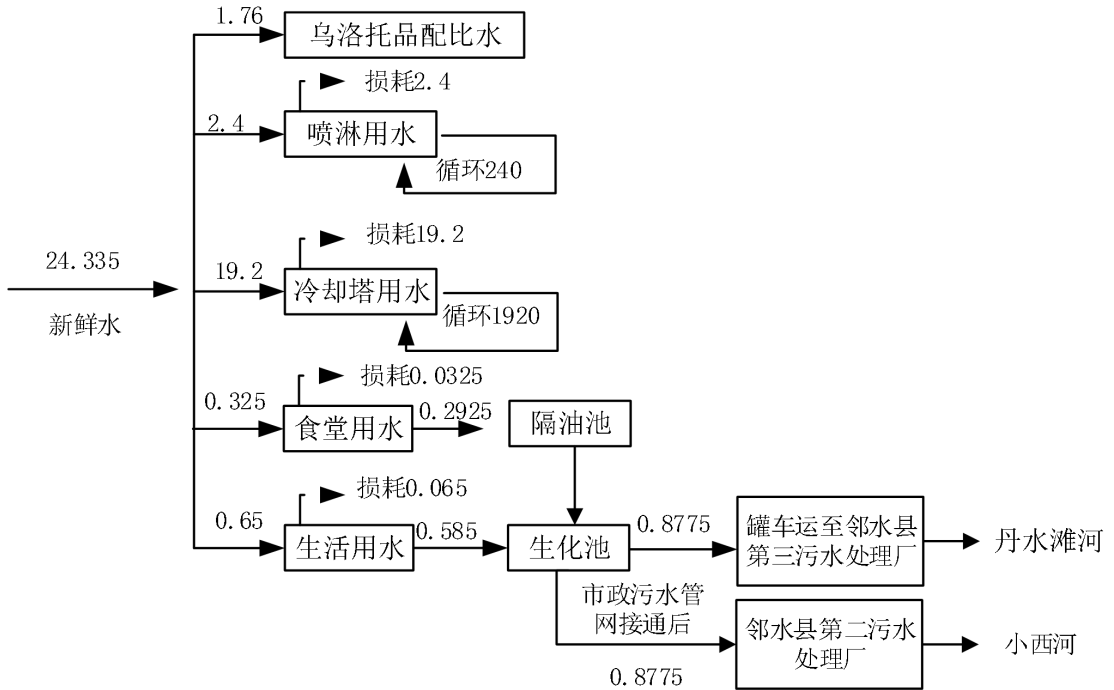 1.76
乌洛托品配比水
损耗2.4
2.4
喷淋用水
循环240
损耗19.2
24.335
19.2
冷却塔用水
新鲜水
循环1920
损耗0.0325
0.325
食堂用水
0.2925
隔油池
损耗0.065
0.65
生活用水
0.585
生化池
0.8775
罐车运至邻水县
第三污水处理厂
丹水滩河
市政污水管
网接通后
0.8775
邻水县第二污水
处理厂
小西河